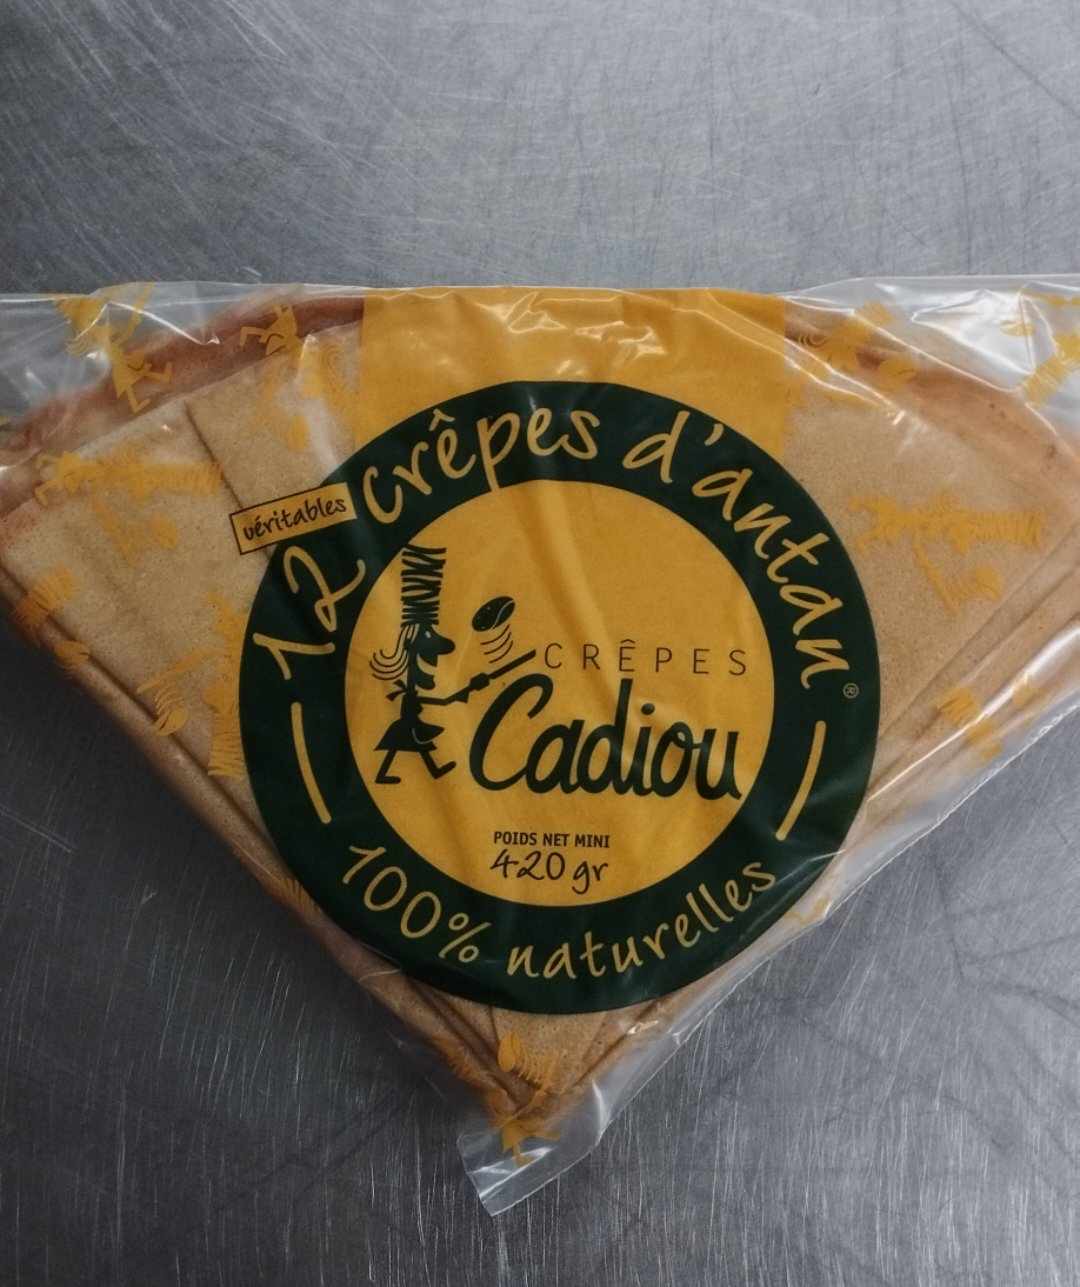 véritables
12 crêpes d'antan®
CRÊPES
Cadiou
POIDS NET MINI
420 gr
100% naturelles